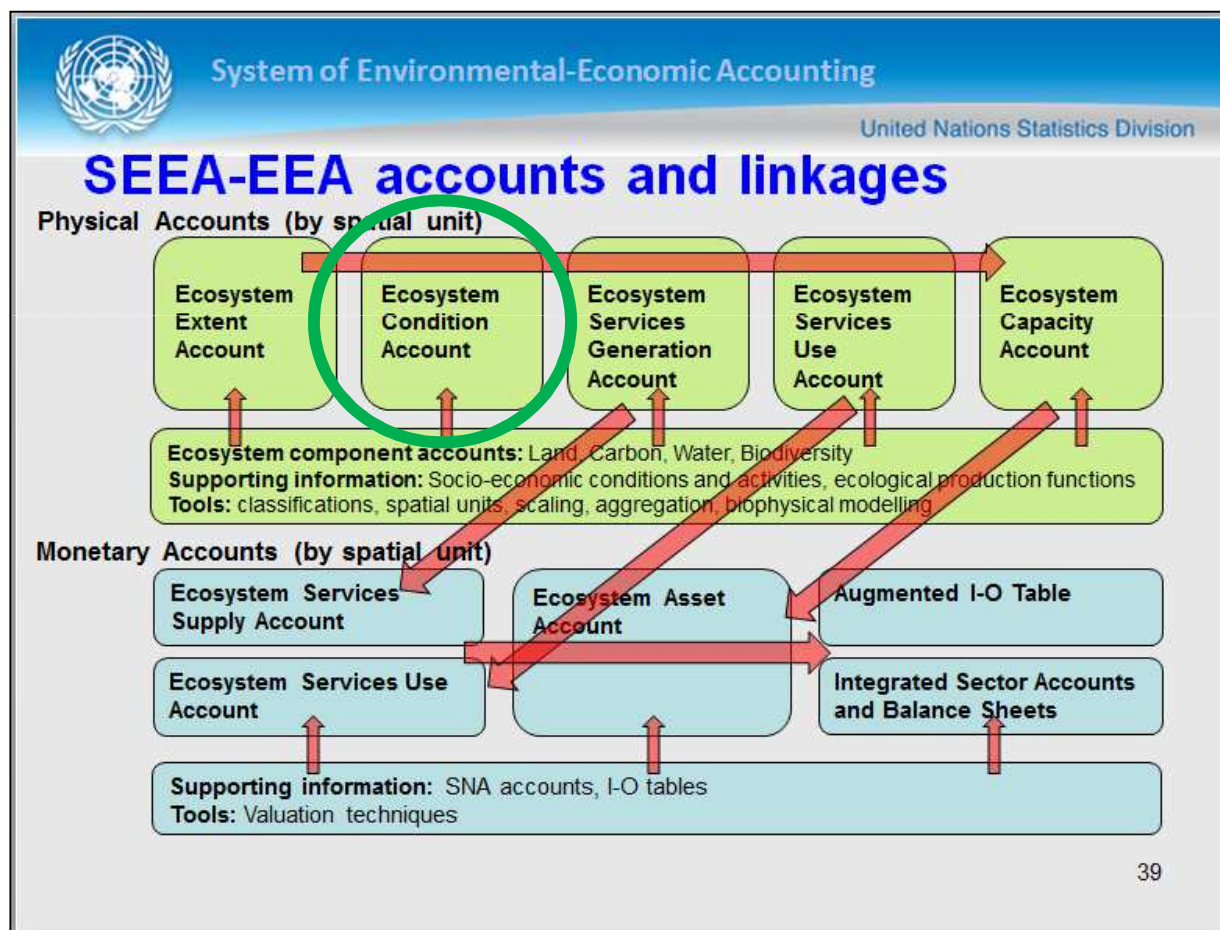 System of Environmental-Economic Accounting
United Nations Statistics Division
SEEA-EEA accounts and linkages
Physical Accounts (by spatial unit)
Ecosystem
Extent
Account
Ecosystem
Condition
Account
Ecosystem
Services
Generation
Account
Ecosystem
Services
Use
Account
Ecosystem
Capacity
Account
Ecosystem component accounts: Land, Carbon, Water, Biodiversity
Supporting information: Socio-economic conditions and activities, ecological production functions
Tools: classifications, spatial units, scaling, aggregation, biophysical modelling
Monetary Accounts (by spatial unit)
Ecosystem Services
Supply Account
Ecosystem Services Use
Account
Ecosystem Asset
Account
Augmented I-O Table
Integrated Sector Accounts
and Balance Sheets
Supporting information: SNA accounts, I-O tables
Tools: Valuation techniques
39